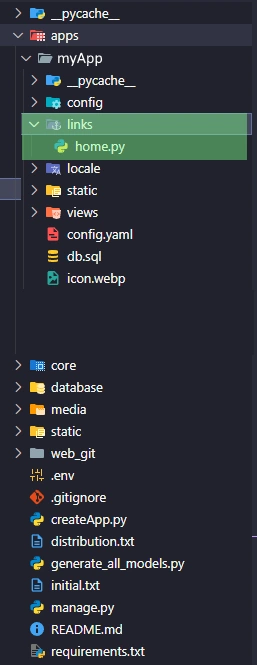 __pycache__
apps
myApp
__pycache__
config
links
home.py
locale
static
views
config.yaml
db.sql
icon.webp
core
database
media
static
web_git
.env
.gitignore
createApp.py
distribution.txt
generate_all_models.py
initial.txt
manage.py
README.md
requirements.txt